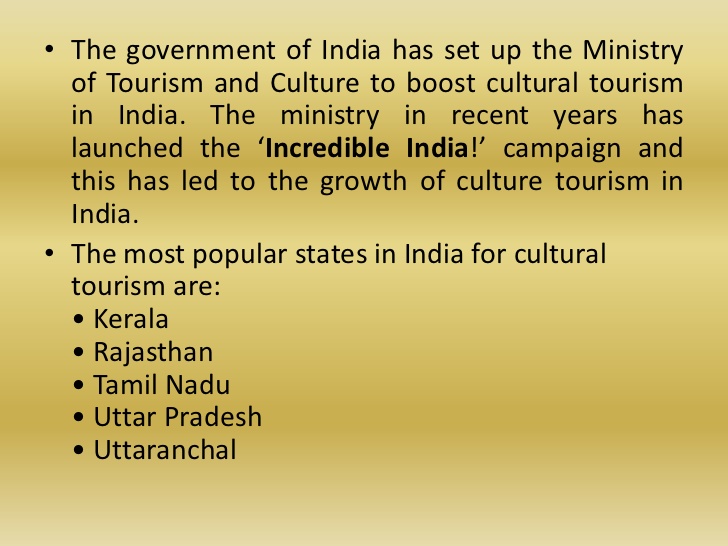 • The government of India has set up the Ministry
of Tourism and Culture to boost cultural tourism
in India. The ministry in recent years has
launched the ‘Incredible India!’ campaign and
this has led to the growth of culture tourism in
India.
• The most popular states in India for cultural
tourism are:
• Kerala
• Rajasthan
• Tamil Nadu
• Uttar Pradesh
• Uttaranchal